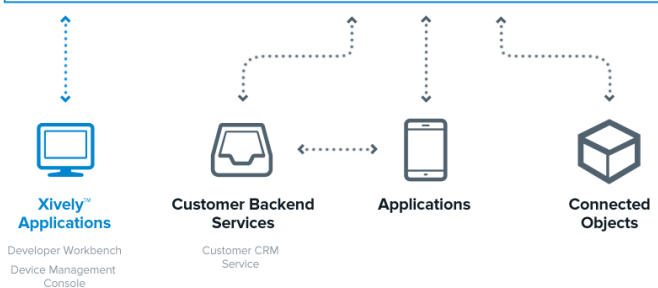 Xively™
Applications
Developer Workbench
Device Management
Console
Customer Backend
Services
Customer CRM
Service
Applications
Connected
Objects